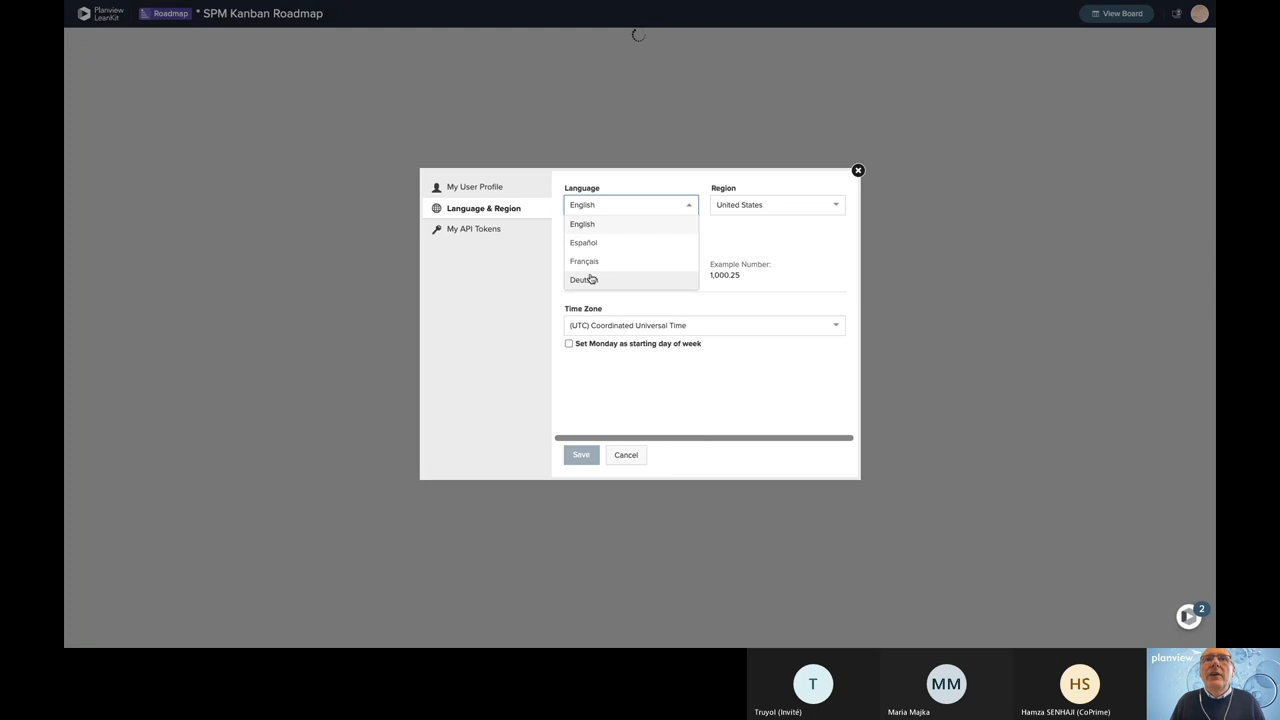 Planview
LeanKit
Roadmap
* SPM Kanban Roadmap
View Board
My User Profile
Language & Region
My API Tokens
Language
English
English
Español
Français
Region
United States
Example Number:
1,000.25
Time Zone
(UTC) Coordinated Universal Time
Set Monday as starting day of week
Save
Cancel
2
T
Truyol (Invité)
MM
Maria Majka
HS
Hamza SENHAJI (CoPrime)
planview